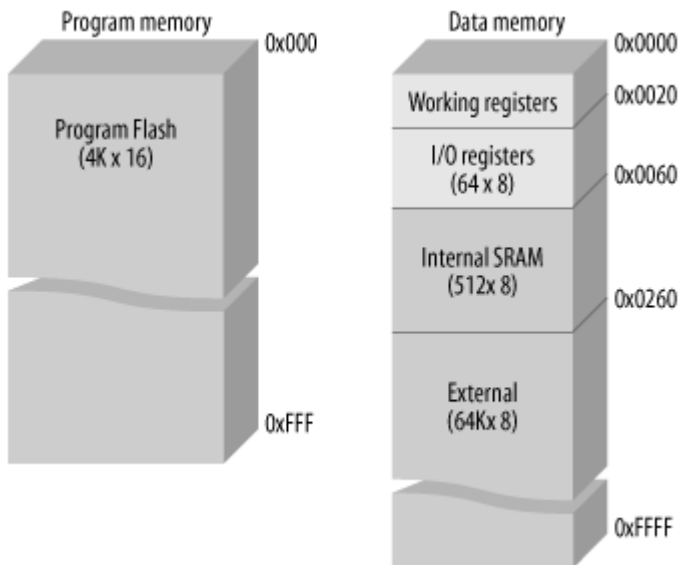 Program memory
0x000
Program Flash
(4K x 16)
0xFFF
Data memory
0x0000
Working registers
0x0020
I/O registers
(64 x 8)
0x0060
Internal SRAM
(512x 8)
0x0260
External
(64Kx 8)
0xFFFF